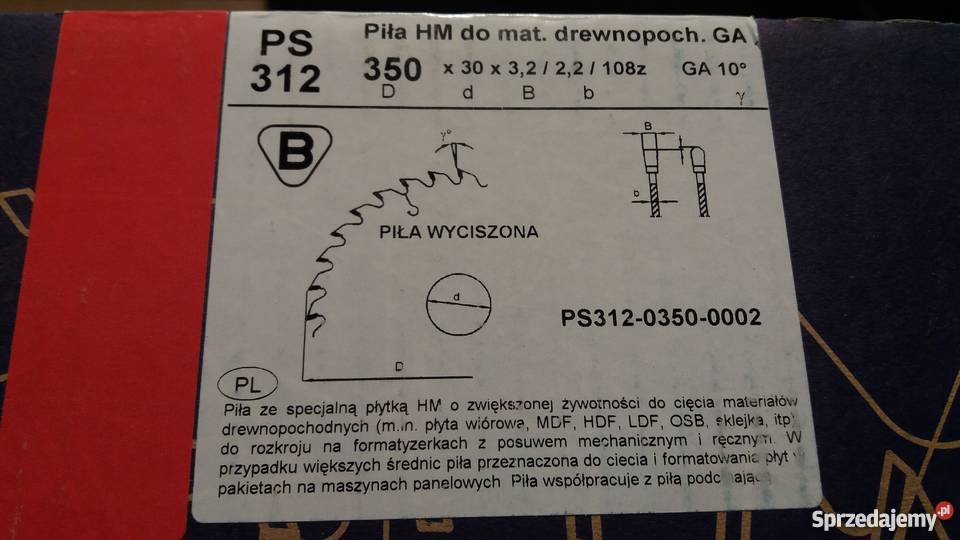 PS
312
Piła HM do mat. drewnopoch. GA
350 x 30 x 3,2 / 2,2 / 108z GA 10°
D d B b γ
B
γ°
B
D
PIŁA WYCISZONA
d
PS312-0350-0002
D
PL
Piła ze specjalną płytką HM o zwiększonej żywotności do cięcia materiałów
drewnopochodnych (m.in. płyta wiórowa, MDF, HDF, LDF, OSB, sklejka, itp)
do rozkroju na formatyzerkach z posuwem mechanicznym i ręcznym. W
przypadku większych średnic piła przeznaczona do ciecia i formatowania płyt w
pakietach na maszynach panelowych Piła współpracuje z piłą
Sprzedajemy.pl